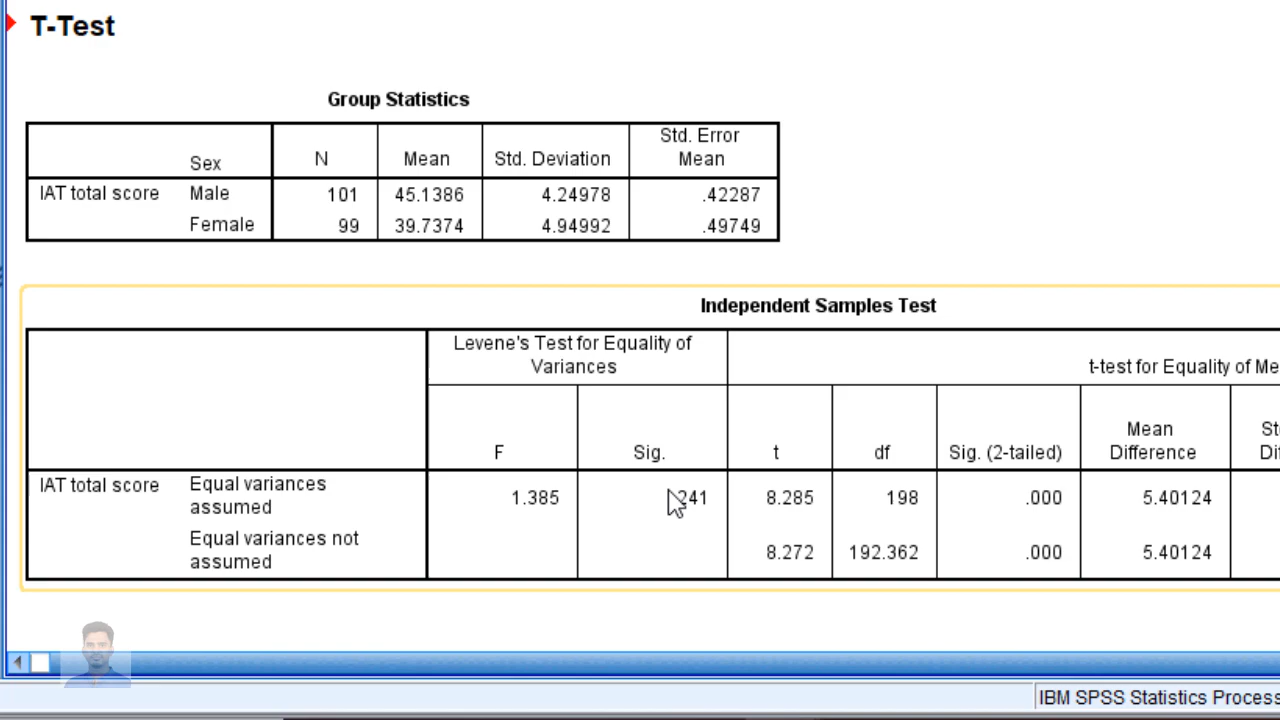 T-Test
Group Statistics
Sex N Mean Std. Deviation Std. Error Mean
IAT total score Male 101 45.1386 4.24978 .42287
Female 99 39.7374 4.94992 .49749
Independent Samples Test
Levene's Test for Equality of Variances t-test for Equality of
F Sig. t df Sig. (2-tailed) Mean Difference
IAT total score Equal variances assumed 1.385 241 8.285 198 .000 5.40124
Equal variances not assumed 8.272 192.362 .000 5.40124
IBM SPSS Statistics